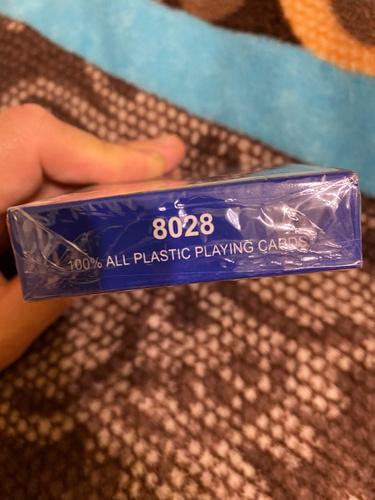 8028
100% ALL PLASTIC PLAYING CARDS